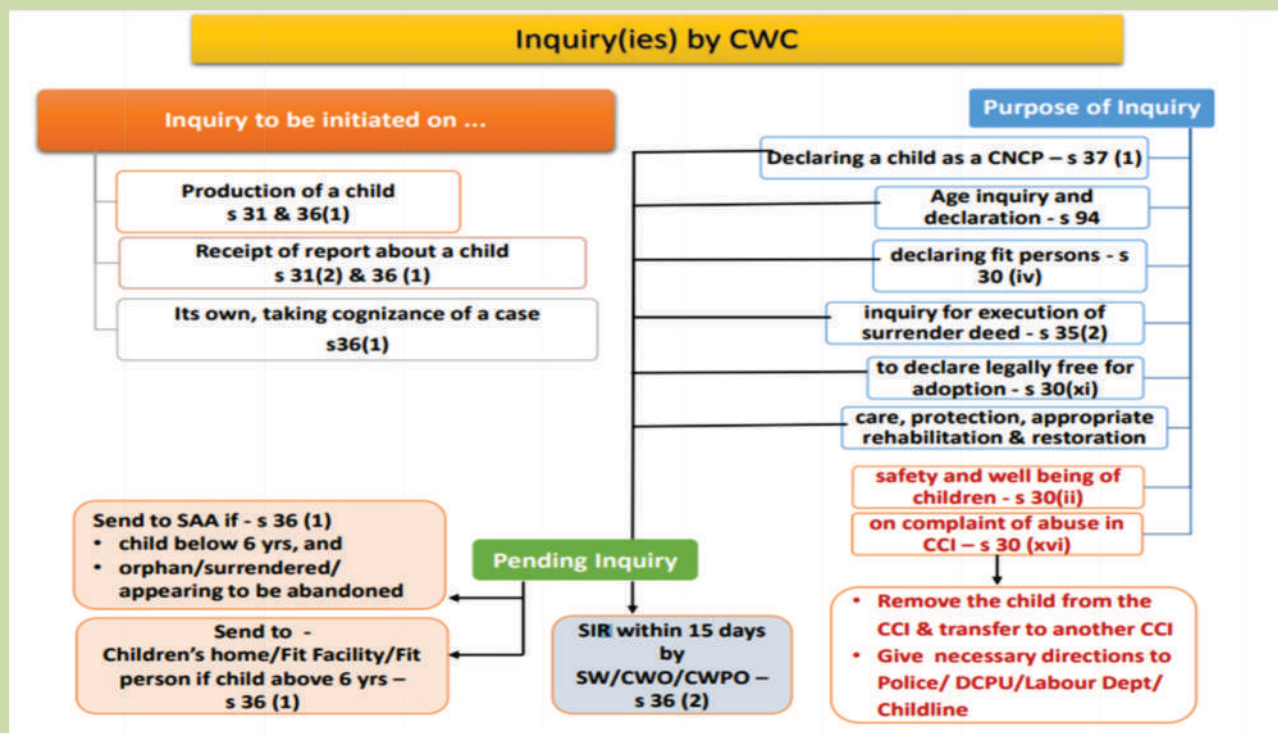 Inquiry(ies) by CWC
Inquiry to be initiated on ...
Production of a child
s 31 & 36(1)
Receipt of report about a child
s 31(2) & 36 (1)
Its own, taking cognizance of a case
s36(1)
Purpose of Inquiry
Declaring a child as a CNCP – s 37 (1)
Age inquiry and
declaration - s 94
declaring fit persons - s
30 (iv)
inquiry for execution of
surrender deed - s 35(2)
to declare legally free for
adoption - s 30(xi)
care, protection, appropriate
rehabilitation & restoration
safety and well being of
children - s 30(ii)
on complaint of abuse in
CCI – s 30 (xvi)
• Remove the child from the
CCI & transfer to another CCI
• Give necessary directions to
Police/ DCPU/Labour Dept/
Childline
Pending Inquiry
Send to SAA if - s 36 (1)
• child below 6 yrs, and
• orphan/surrendered/
appearing to be abandoned
Send to -
Children's home/Fit Facility/Fit
person if child above 6 yrs –
s 36 (1)
SIR within 15 days
by
SW/CWO/CWPO –
s 36 (2)